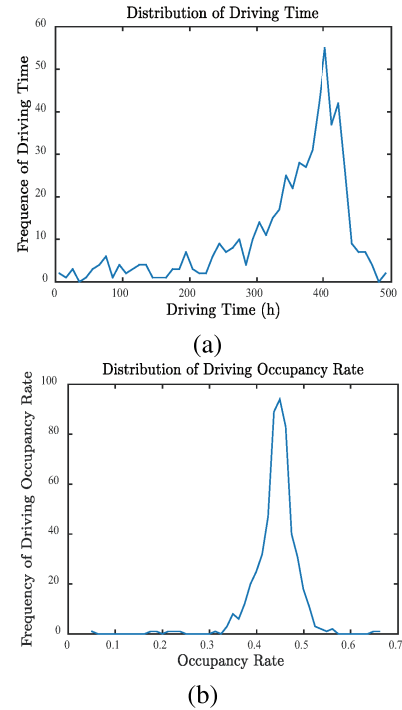 Distribution of Driving Time
60
50
40
30
20
10
0
0 100 200 300 400 500
Frequence of Driving Time
Driving Time (h)
(a)
Distribution of Driving Occupancy Rate
100
80
60
40
20
0
0 0.1 0.2 0.3 0.4 0.5 0.6 0.7
Frequency of Driving Occupancy Rate
Occupancy Rate
(b)